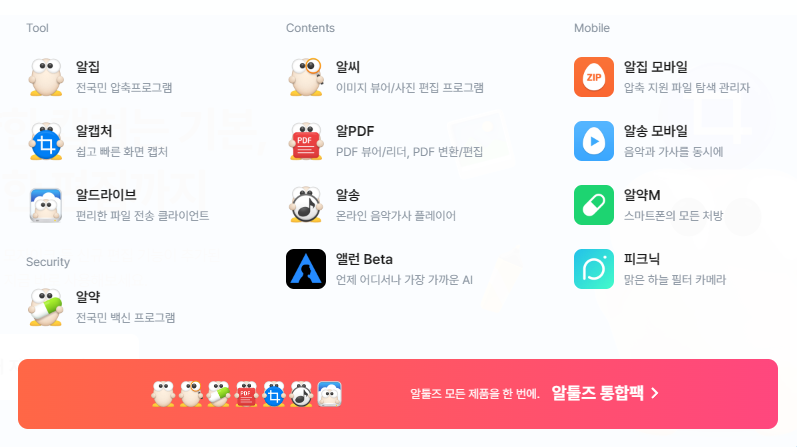 Tool
알집
전국민 압축프로그램
알캡처
쉽고 빠른 화면 캡처
알드라이브
편리한 파일 전송 클라이언트
Security
알약
전국민 백신 프로그램
Contents
알씨
이미지 뷰어/사진 편집 프로그램
PDF
알PDF
PDF 뷰어/리더, PDF 변환/편집
알송
온라인 음악가사 플레이어
앨런 Beta
언제 어디서나 가장 가까운 AI
Mobile
ZIP
알집 모바일
압축 지원 파일 탐색 관리자
알송 모바일
음악과 가사를 동시에
알약M
스마트폰의 모든 처방
피크닉
맑은 하늘 필터 카메라
PDF
알툴즈 모든 제품을 한 번에. 알툴즈 통합팩